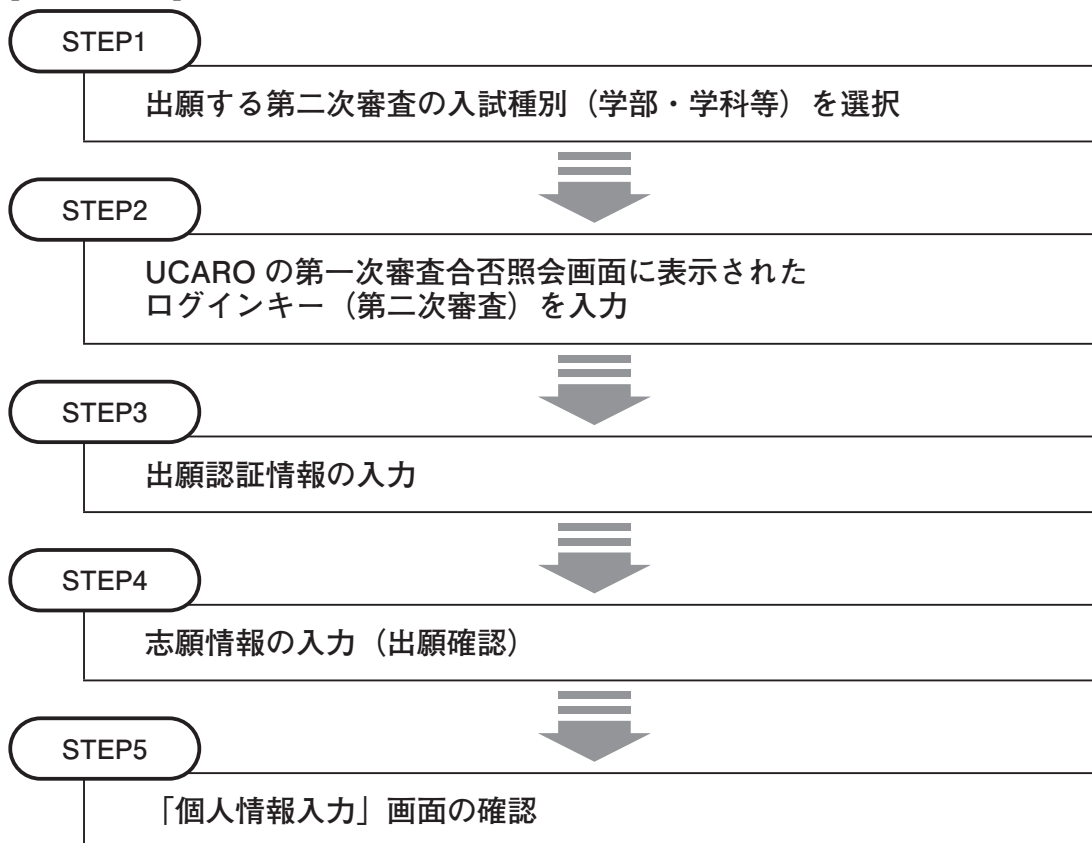 STEP1
出願する第二次審査の入試種別（学部・学科等）を選択
STEP2
UCARO の第一次審査合否照会画面に表示された
ログインキー（第二次審査）を入力
STEP3
出願認証情報の入力
STEP4
志願情報の入力（出願確認）
STEP5
「個人情報入力」画面の確認